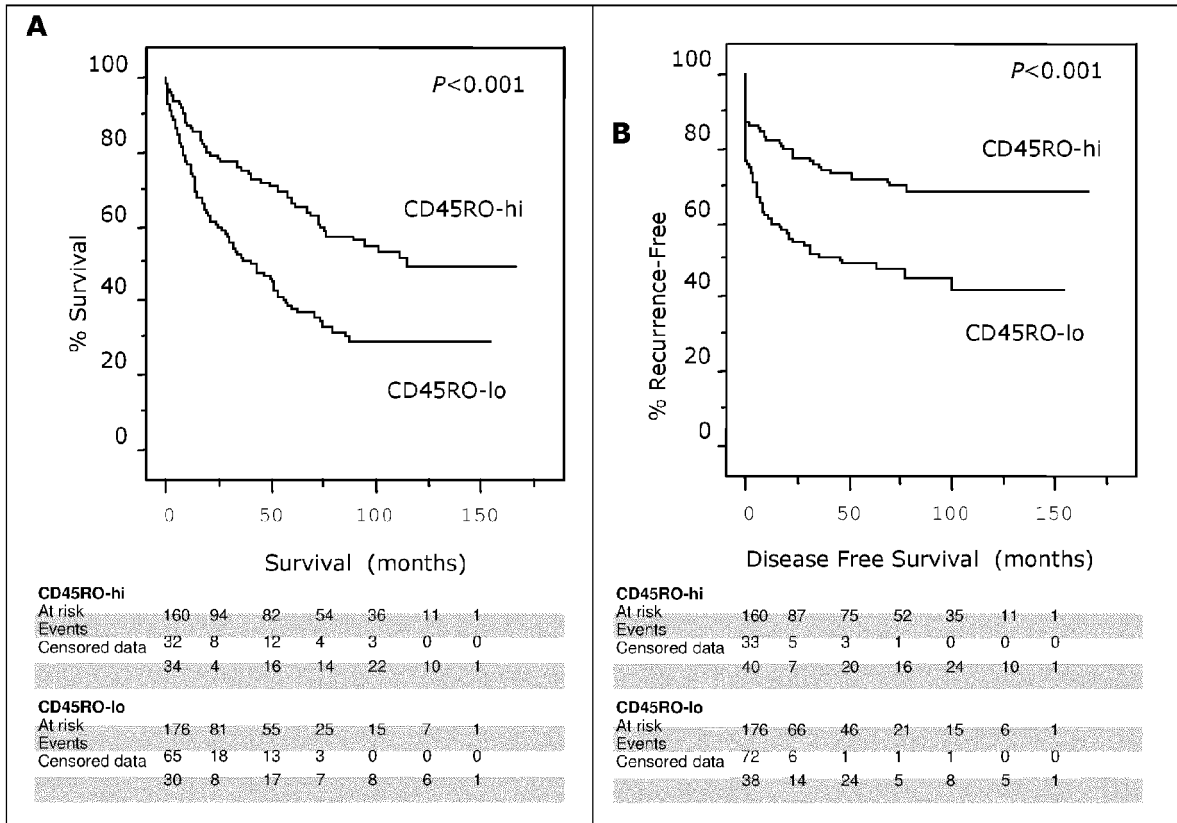 A
100
80
60
40
20
0
% Survival
P<0.001
CD45RO-hi
CD45RO-lo
0 50 100 150
Survival (months)
CD45RO-hi
At risk 160 94 82 54 36 11 1
Events
Censored data 32 8 12 4 3 0 0
34 4 16 14 22 10 1
CD45RO-lo
At risk 176 81 55 25 15 7 1
Events
Censored data 65 18 13 3 0 0 0
30 8 17 7 8 6 1
B
100
80
60
40
20
0
% Recurrence-Free
P<0.001
CD45RO-hi
CD45RO-lo
0 50 100 150
Disease Free Survival (months)
CD45RO-hi
At risk 160 87 75 52 35 11 1
Events
Censored data 33 5 3 1 0 0 0
40 7 20 16 24 10 1
CD45RO-lo
At risk 176 66 46 21 15 6 1
Events
Censored data 72 6 1 1 1 0 0
38 14 24 5 8 5 1